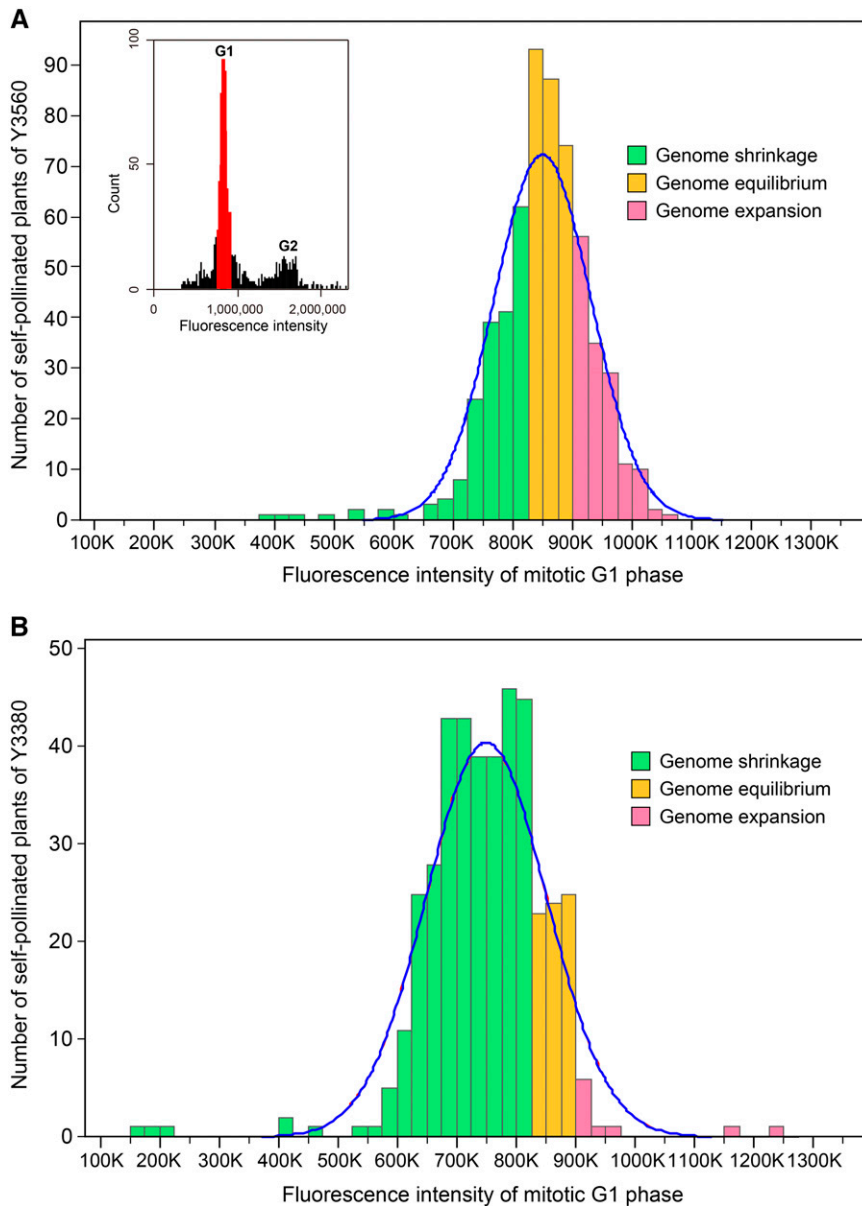 A
Number of self-pollinated plants of Y3560
90
80
70
60
50
40
30
20
10
0
100K 200K 300K 400K 500K 600K 700K 800K 900K 1000K 1100K 1200K 1300K
Fluorescence intensity of mitotic G1 phase
Count
100
50
0
G1
G2
0 1,000,000 2,000,000
Fluorescence intensity
Genome shrinkage
Genome equilibrium
Genome expansion
B
Number of self-pollinated plants of Y3380
50
40
30
20
10
0
100K 200K 300K 400K 500K 600K 700K 800K 900K 1000K 1100K 1200K 1300K
Fluorescence intensity of mitotic G1 phase
Genome shrinkage
Genome equilibrium
Genome expansion